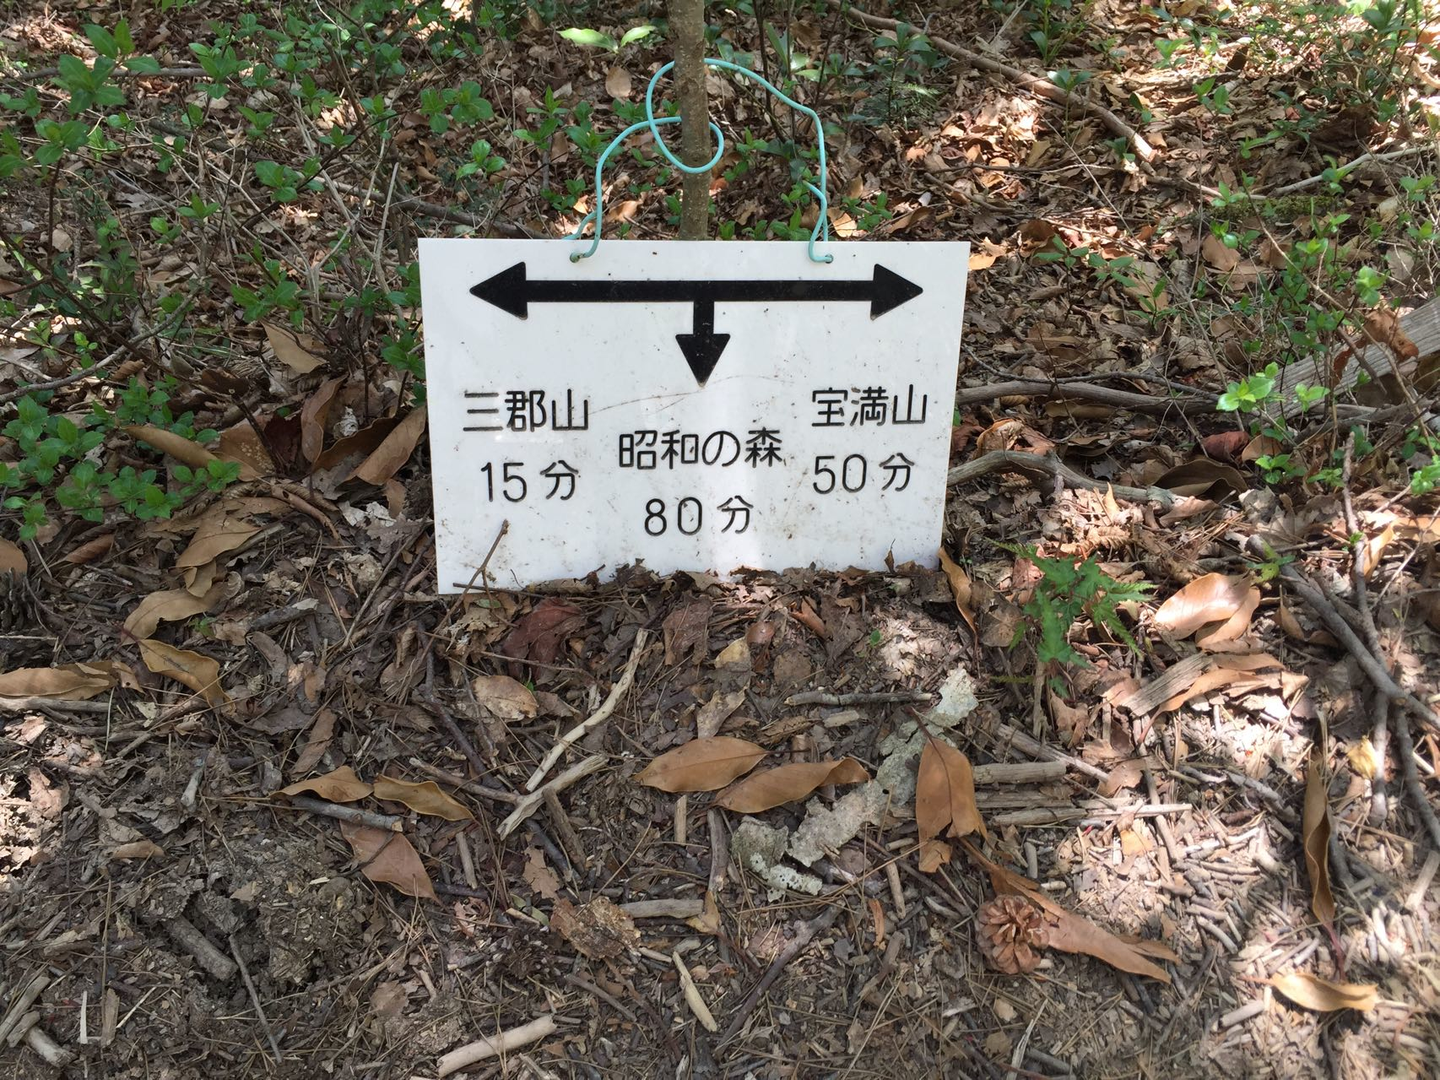 三郡山
15分
昭和の森
80分
宝満山
50分